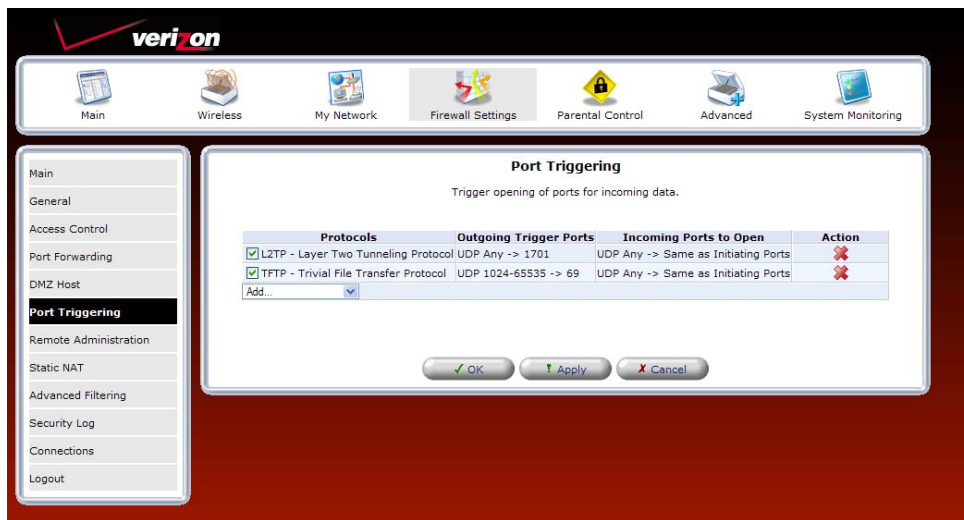 verizon
Main Wireless My Network Firewall Settings Parental Control Advanced System Monitoring
Main
General
Access Control
Port Forwarding
DMZ Host
Port Triggering
Remote Administration
Static NAT
Advanced Filtering
Security Log
Connections
Logout
Port Triggering
Trigger opening of ports for incoming data.
Protocols Outgoing Trigger Ports Incoming Ports to Open Action
L2TP - Layer Two Tunneling Protocol UDP Any -> 1701 UDP Any -> Same as Initiating Ports
TFTP - Trivial File Transfer Protocol UDP 1024-65535 -> 69 UDP Any -> Same as Initiating Ports
Add...
OK Apply Cancel